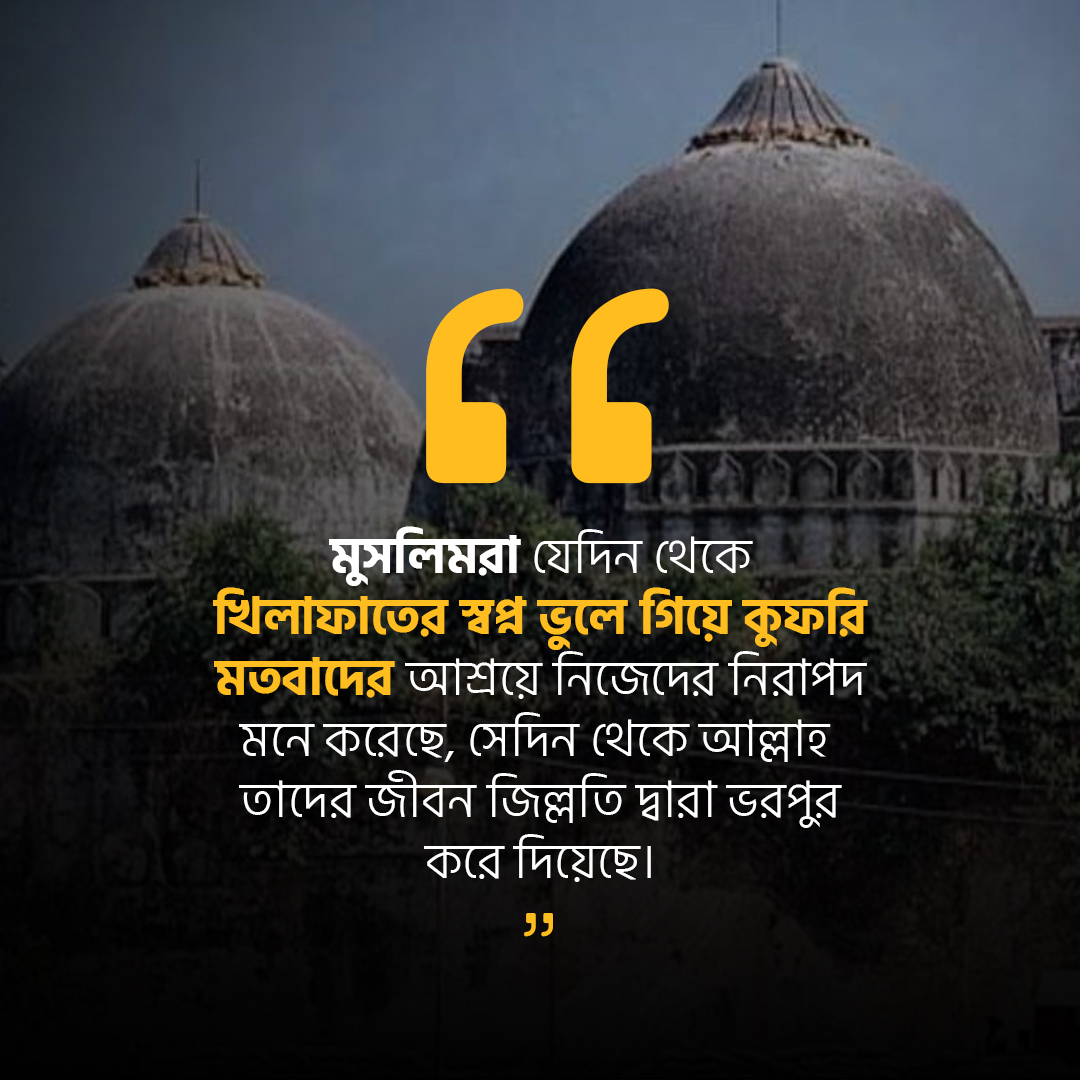 “
মুসলিমরা যেদিন থেকে
খিলাফাতের স্বপ্ন ভুলে গিয়ে কুফরি
মতবাদের আশ্রয়ে নিজেদের নিরাপদ
মনে করেছে, সেদিন থেকে আল্লাহ
তাদের জীবন জিল্লতি দ্বারা ভরপুর
করে দিয়েছে।
”